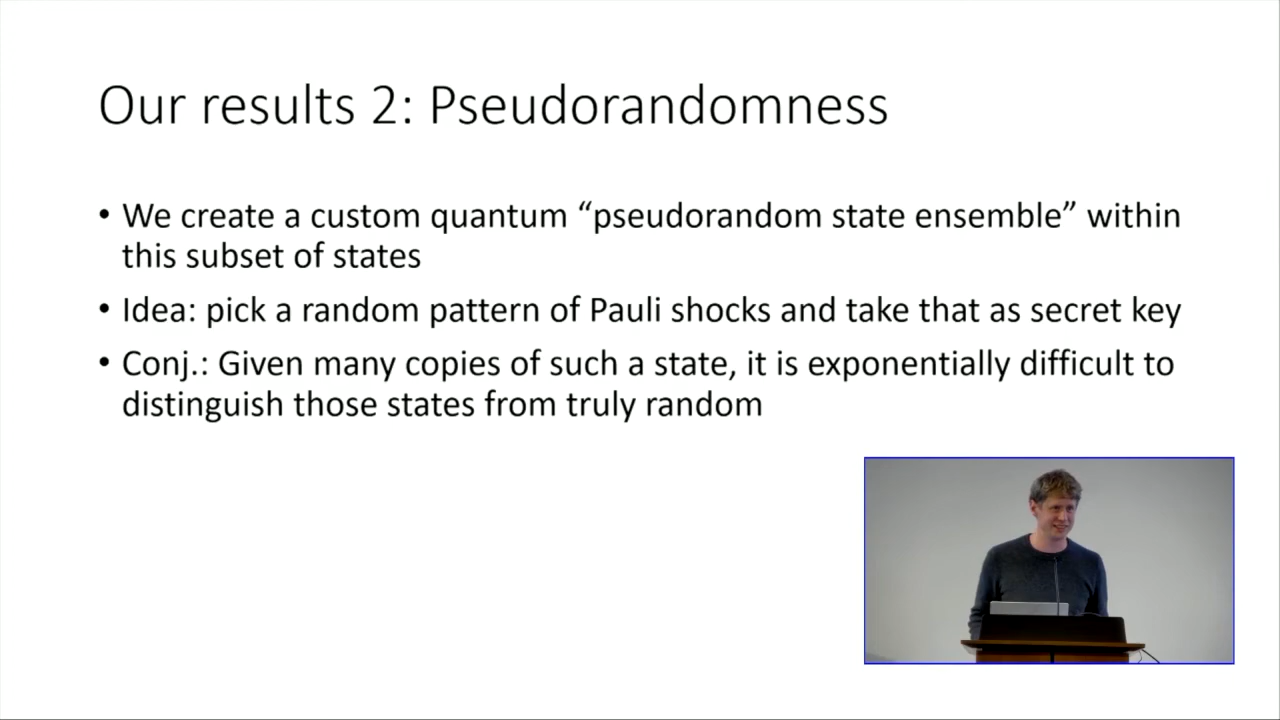 Our results 2: Pseudorandomness
• We create a custom quantum “pseudorandom state ensemble” within
this subset of states
• Idea: pick a random pattern of Pauli shocks and take that as secret key
• Conj.: Given many copies of such a state, it is exponentially difficult to
distinguish those states from truly random